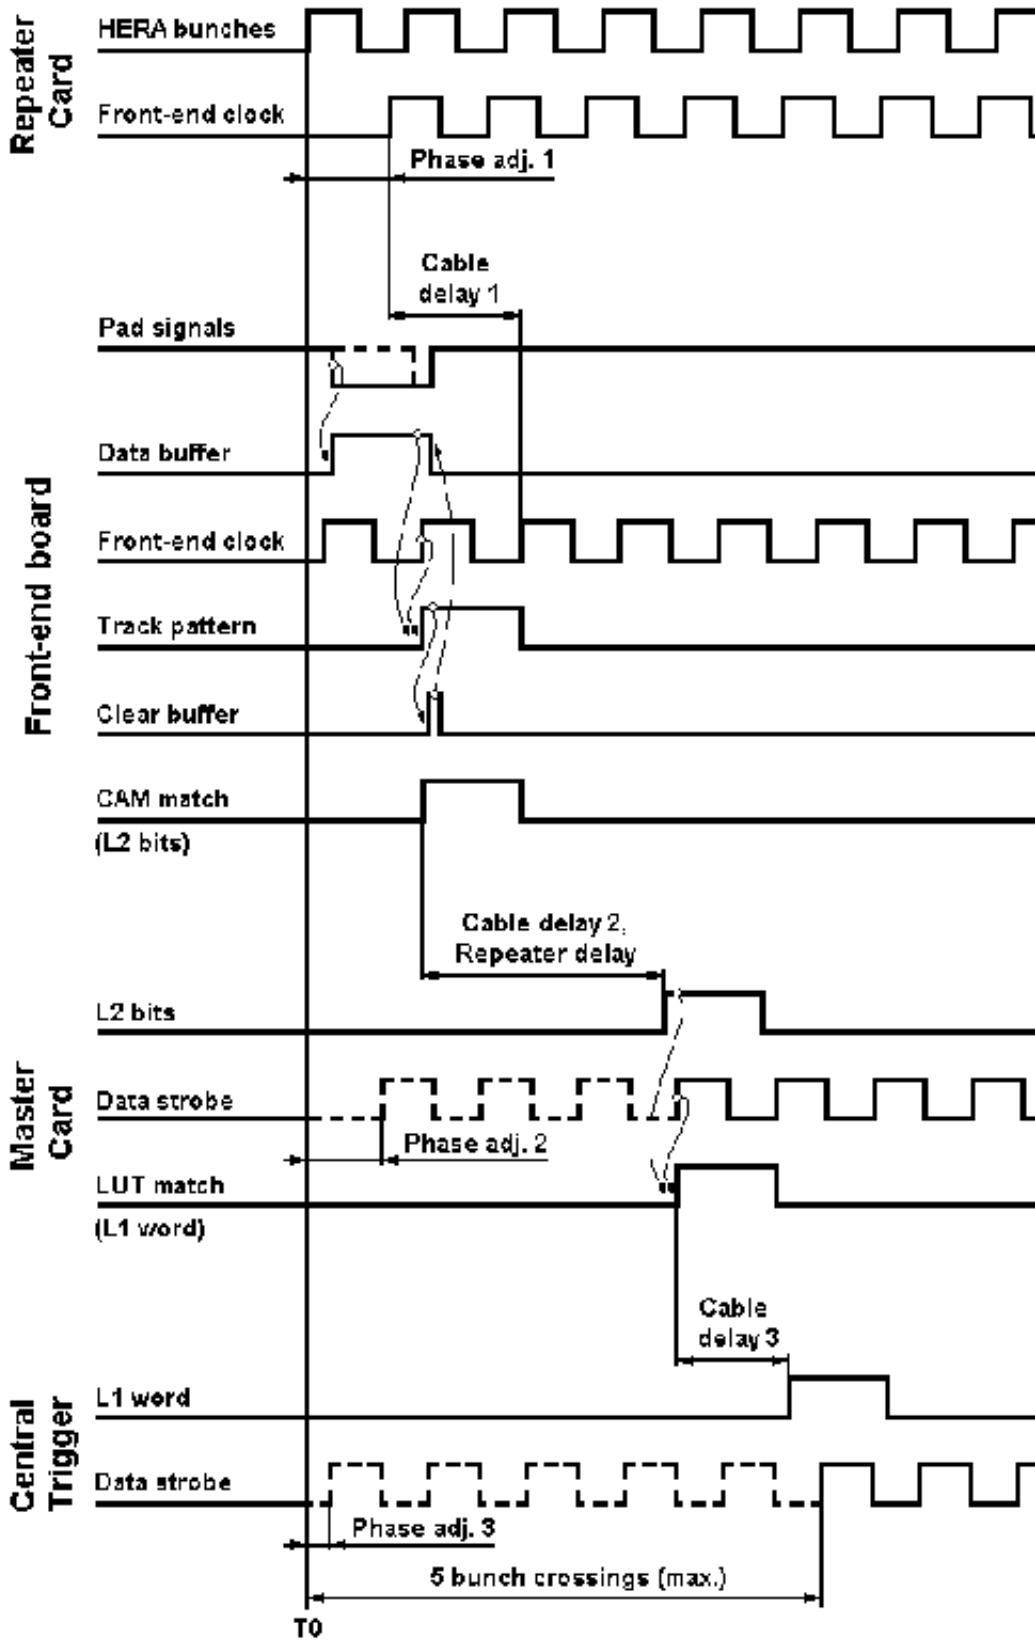 Repeater
Card
HERA bunches
Front-end clock
Phase adj. 1
Cable
delay 1
Front-end board
Pad signals
Data buffer
Front-end clock
Track pattern
Clear buffer
CAM match
(L2 bits)
Cable delay 2,
Repeater delay
Master
Card
L2 bits
Data strobe
Phase adj. 2
LUT match
(L1 word)
Cable
delay 3
Central
Trigger
L1 word
Data strobe
Phase adj. 3
5 bunch crossings (max.)
T0